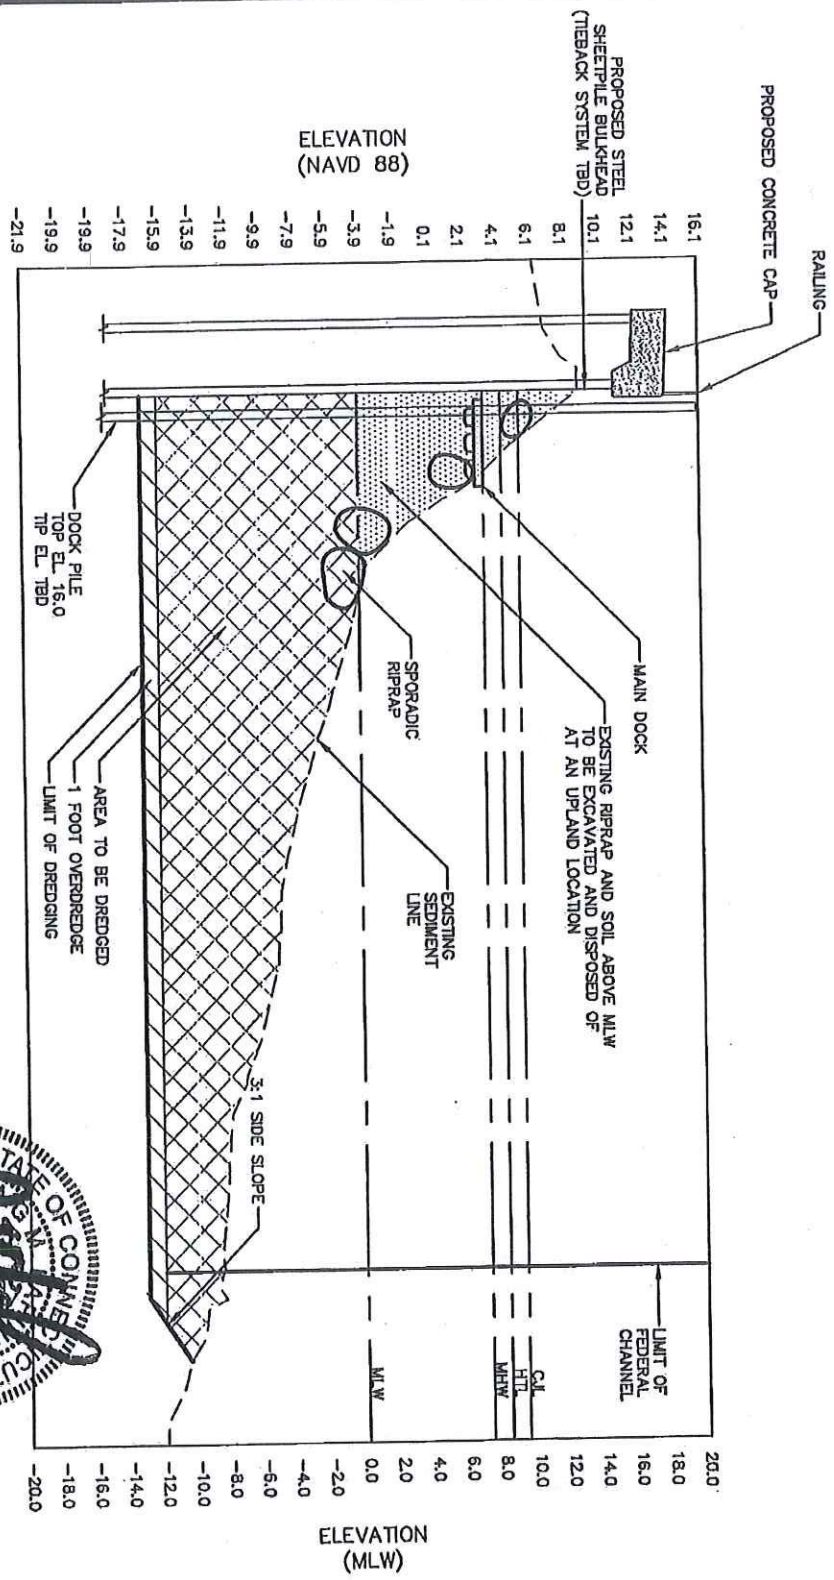 RAILING
PROPOSED CONCRETE CAP
PROPOSED STEEL
SHEETPILE BULKHEAD
(TIEBACK SYSTEM TBD)
ELEVATION
(NAVD 88)
16.1
14.1
12.1
10.1
8.1
6.1
4.1
2.1
0.1
-1.9
-3.9
-5.9
-7.9
-9.9
-11.9
-13.9
-15.9
-17.9
-19.9
-19.9
-21.9
MAIN DOCK
EXISTING RIPRAP AND SOIL ABOVE MLW
TO BE EXCAVATED AND DISPOSED OF
AT AN UPLAND LOCATION
SPORADIC
RIPRAP
EXISTING
SEDIMENT
LINE
DOCK PILE
TOP EL. 16.0
TIP EL. TBD
AREA TO BE DREDGED
1 FOOT OVERDREDGE
LIMIT OF DREDGING
3:1 SIDE SLOPE
LIMIT OF
FEDERAL
CHANNEL
CJL
HTL
MHW
MLW
20.0
18.0
16.0
14.0
12.0
10.0
8.0
6.0
4.0
2.0
0.0
-2.0
-4.0
-6.0
-8.0
-10.0
-12.0
-14.0
-16.0
-18.0
-20.0
ELEVATION
(MLW)
TATE OF CONNEC